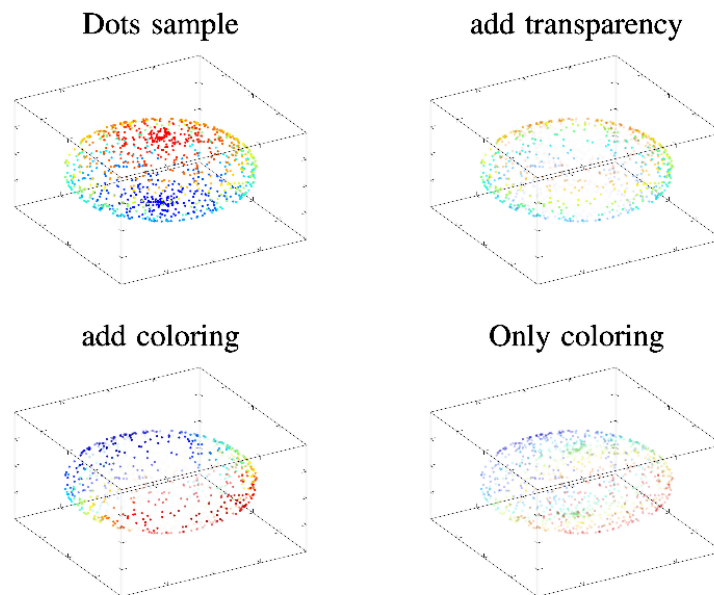 Dots sample
add transparency
add coloring
Only coloring